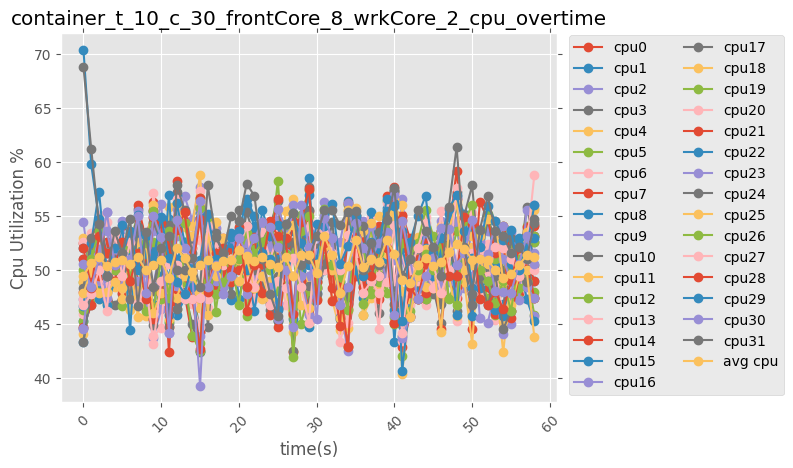 container_t_10_c_30_frontCore_8_wrkCore_2_cpu_overtime
70
65
60
55
50
45
40
Cpu Utilization %
0
10
20
30
40
50
60
time(s)
cpu0
cpu1
cpu2
cpu3
cpu4
cpu5
cpu6
cpu7
cpu8
cpu9
cpu10
cpu11
cpu12
cpu13
cpu14
cpu15
cpu16
cpu17
cpu18
cpu19
cpu20
cpu21
cpu22
cpu23
cpu24
cpu25
cpu26
cpu27
cpu28
cpu29
cpu30
cpu31
avg cpu